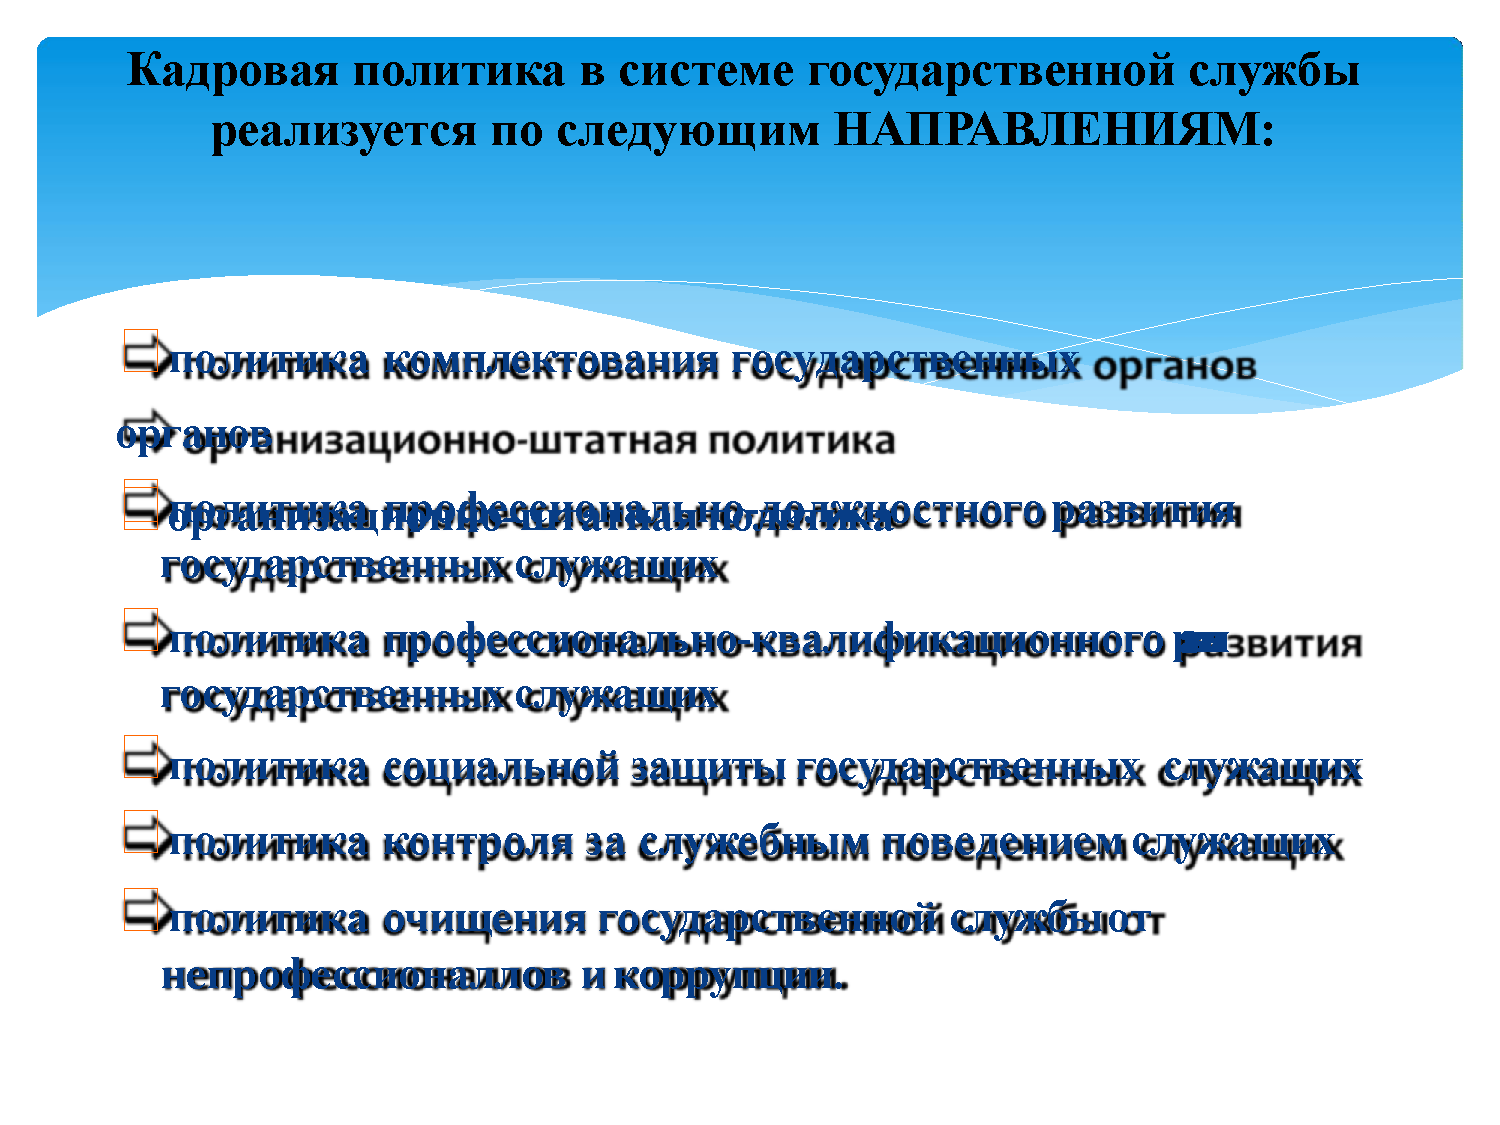 Кадровая политика в системе государственной службы
реализуется по следующим НАПРАВЛЕНИЯМ:
политика комплектования государственных органов
организационно-штатная политика
политика профессионально-должностного развития
государственных служащих
политика профессионально-квалификационного развития
государственных служащих
политика социальной защиты государственных служащих
политика контроля за служебным поведением служащих
политика очищения государственной службы от
непрофессионаллов и коррупции.